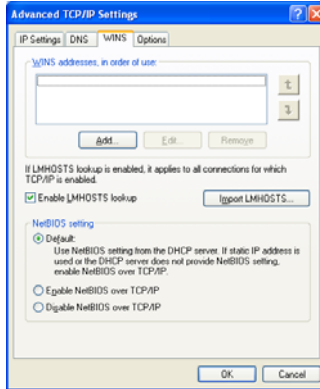 Advanced TCP/IP Settings
IP Settings DNS WINS Options
WINS addresses, in order of use:
Add... Edit... Remove
If LMHOSTS lookup is enabled, it applies to all connections for which
TCP/IP is enabled.
Enable LMHOSTS lookup Import LMHOSTS...
NetBIOS setting
Default:
Use NetBIOS setting from the DHCP server. If static IP address is
used or the DHCP server does not provide NetBIOS setting,
enable NetBIOS over TCP/IP.
Enable NetBIOS over TCP/IP
Disable NetBIOS over TCP/IP
OK Cancel